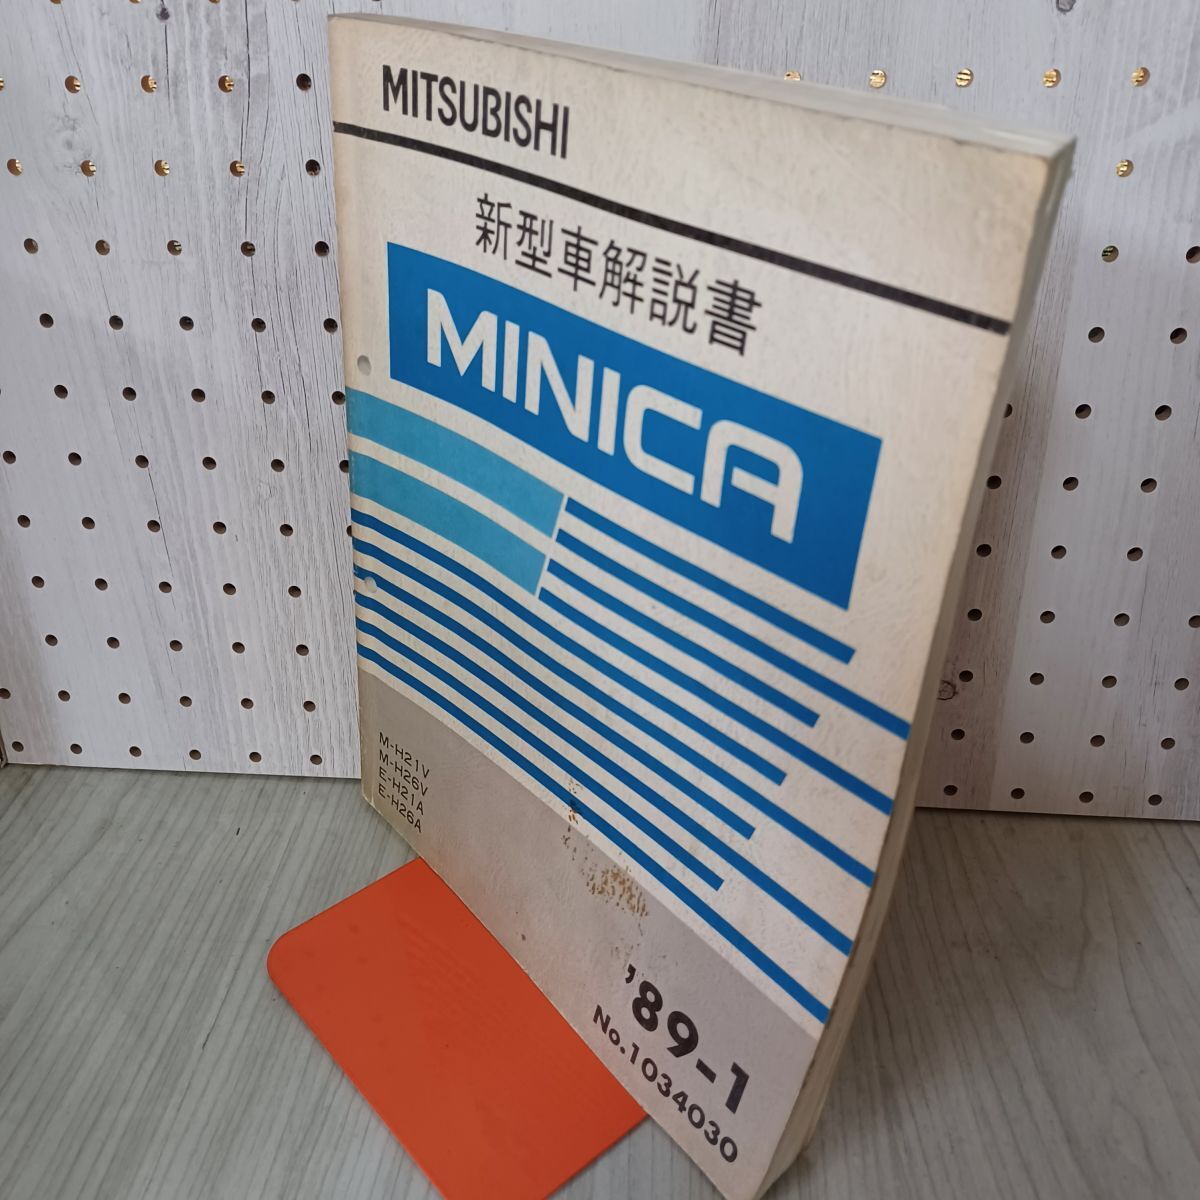 MITSUBISHI
新型車解説書
MINICA
M-H21V
M-H26V
E-H21A
E-H26A
'89-1
No.1034030